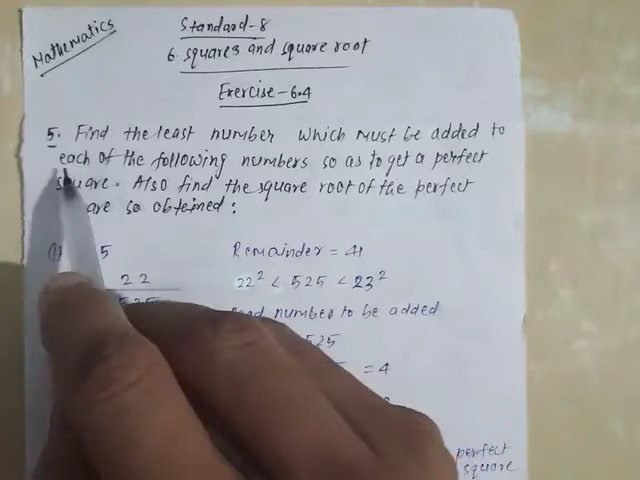 Mathematics
Standard-8
6 squares and square root
Exercise-6.4
5. Find the least number which must be added to
each of the following numbers so as to get a perfect
square. Also find the square root of the perfect
are so obtained:
5 Remainder = 41
22 22² < 525 < 23²
525 number to be added
525
= 4
perfect
square